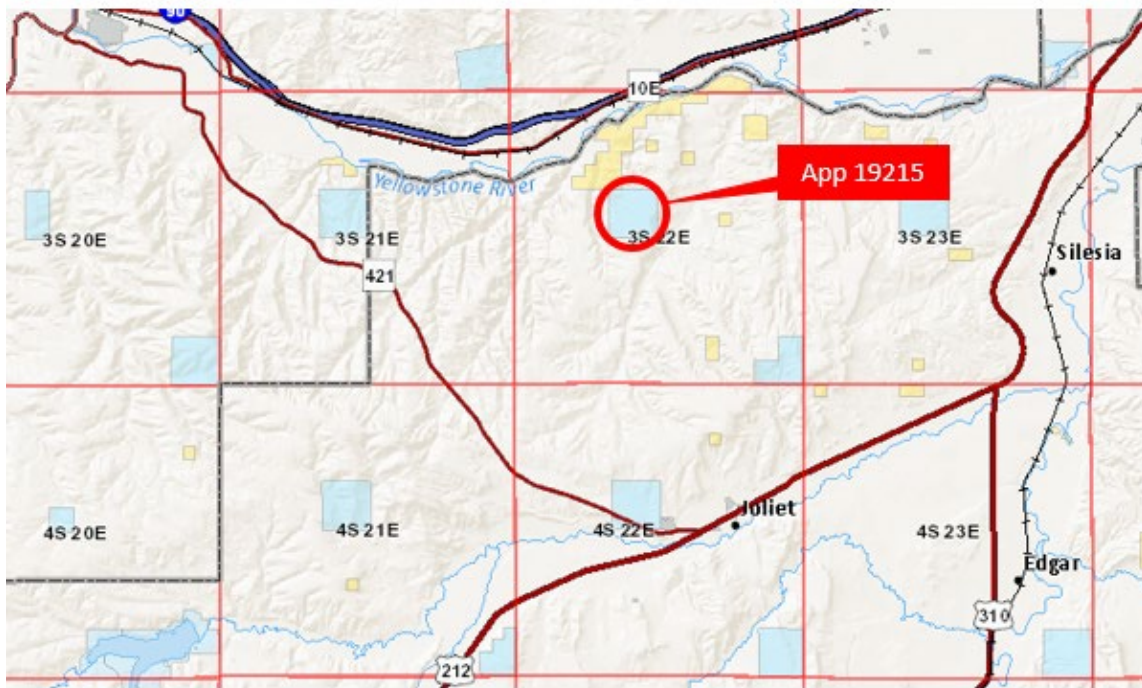 90
10E
App 19215
Yellowstone River
3S 20E
3S 21E
3S 22E
3S 23E
Silesia
421
4S 20E
4S 21E
4S 22E
Joliet
4S 23E
Edgar
310
212